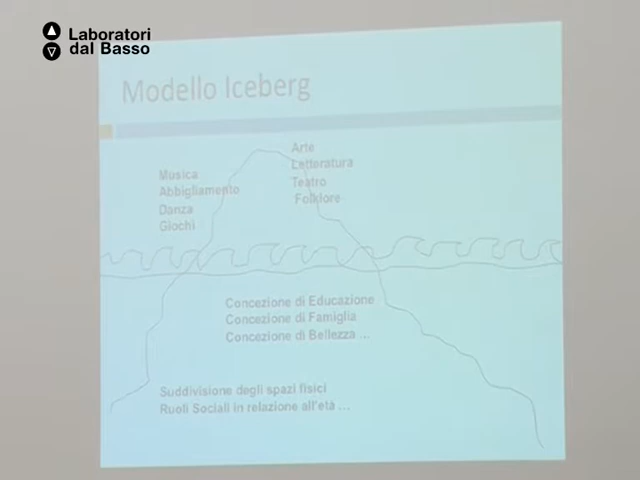 Laboratori
dal Basso
Modello Iceberg
Musica
Abbigliamento
Danza
Giochi
Arte
Letteratura
Teatro
Folklore
Concezione di Educazione
Concezione di Famiglia
Concezione di Bellezza ...
Suddivisione degli spazi fisici
Ruoli Sociali in relazione all'età ...